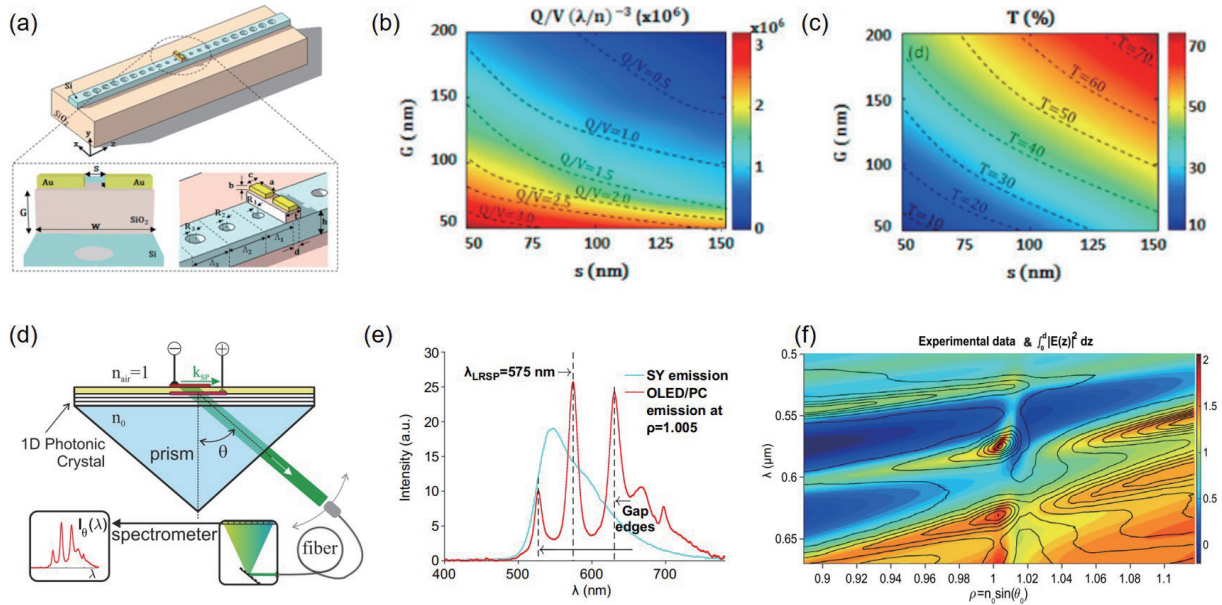 (a)
Si
SiO2
y
x
z
S
Au
Au
G
SiO2
W
Si
c
b
a
t
R1
R2
R3
h
Λ1
Λ2
Λ3
d
(b)
Q/V (λ/n) −3 (x10^6)
x10^6
200
150
100
50
G (nm)
Q/V=0.5
Q/V=1.0
Q/V=1.5
Q/V=2.0
Q/V=2.5
Q/V=3.0
50
100
150
s (nm)
3
2
1
0
(c)
T (%)
(d)
200
150
100
50
G (nm)
T=70
T=60
T=50
T=40
T=30
T=20
T=10
50
75
100
125
150
s (nm)
70
60
50
40
30
20
10
(d)
−
+
nair=1
kSP
n0
1D Photonic
Crystal
prism
θ
Iθ(λ)
λ
spectrometer
fiber
(e)
Intensity (a.u.)
30
25
20
15
10
5
0
λLRSP=575 nm
SY emission
OLED/PC
emission at
ρ=1.005
Gap
edges
400
500
600
700
λ (nm)
(f)
Experimental data & ∫0^d|E(z)|^2 dz
0.5
0.55
0.6
0.65
λ (μm)
0.9
0.92
0.94
0.96
0.98
1
1.02
1.04
1.06
1.08
1.1
ρ=n0sin(θ0)
2
1.5
1
0.5
0